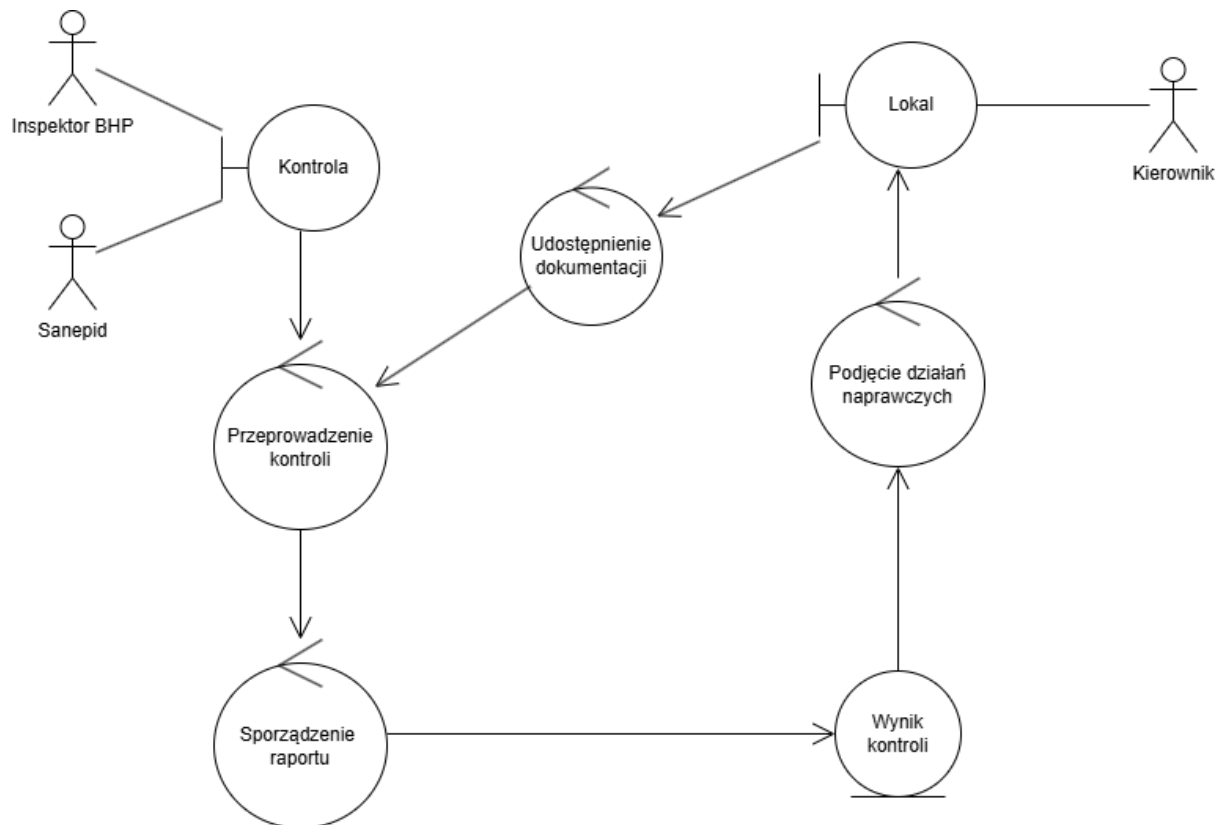 Inspektor BHP
Sanepid
Kontrola
Lokal
Kierownik
Udostępnienie
dokumentacji
Przeprowadzenie
kontroli
Podjęcie działań
naprawczych
Sporządzenie
raportu
Wynik
kontroli